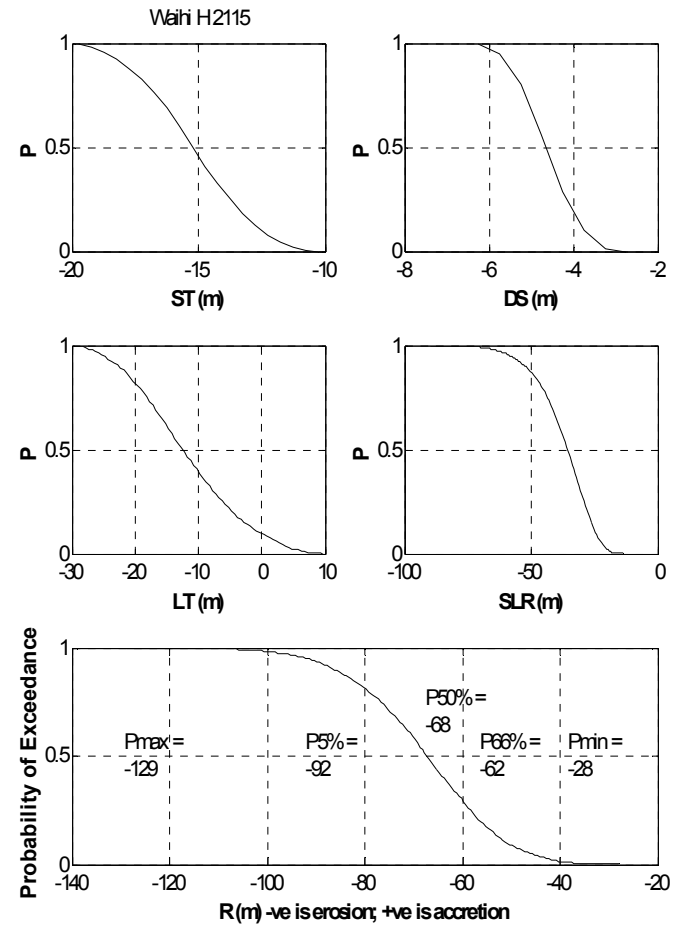 Waihi H 2115
1
0.5
0
P
-20
-15
-10
ST (m)
1
0.5
0
P
-8
-6
-4
-2
DS (m)
1
0.5
0
P
-30
-20
-10
0
10
LT (m)
1
0.5
0
P
-100
-50
0
SLR (m)
Probability of Exceedance
1
0.5
0
Pmax =
-129
P5% =
-92
P50% =
-68
P66% =
-62
Pmin =
-28
-140
-120
-100
-80
-60
-40
-20
R (m) -ve is erosion; +ve is accretion